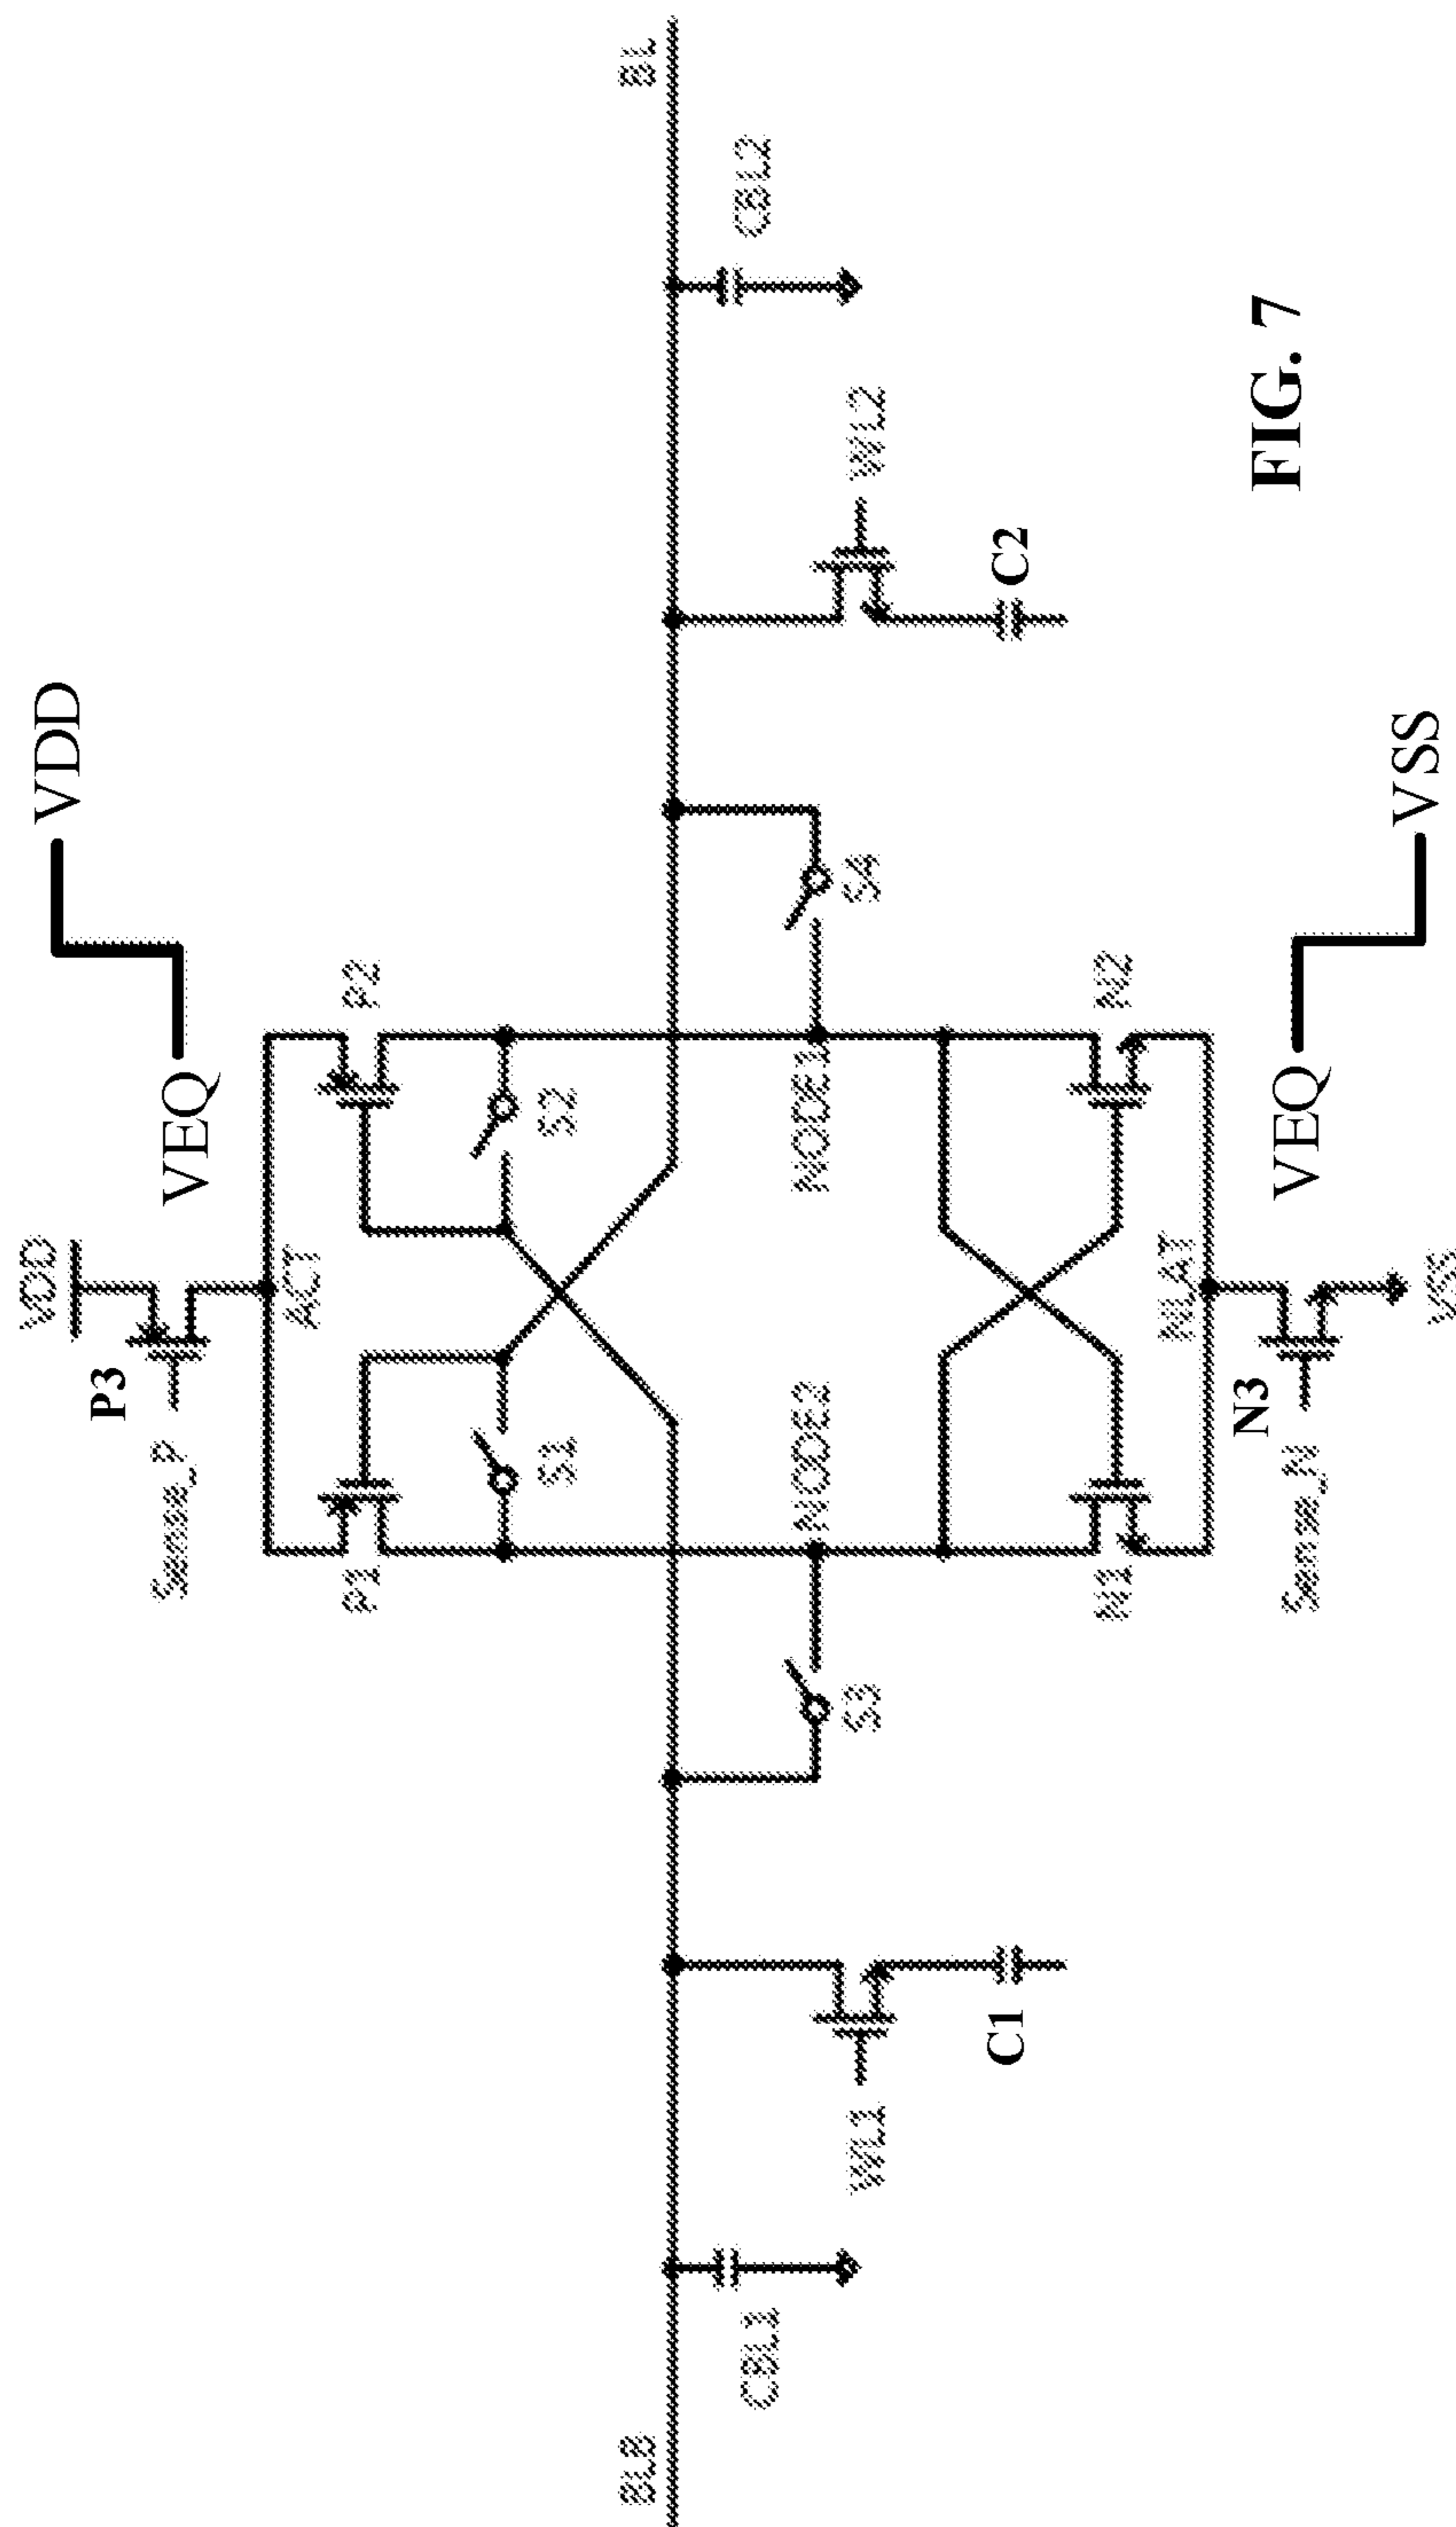 VDD
VEQ
VDD
P3
Sense_P
ACT
P1
P2
S1
S2
BLB
BL
CBL1
CBL2
WL1
WL2
C1
C2
S3
S4
NODE2
NODE1
N1
N2
NLAT
N3
Sense_N
VSS
VEQ
VSS
FIG. 7